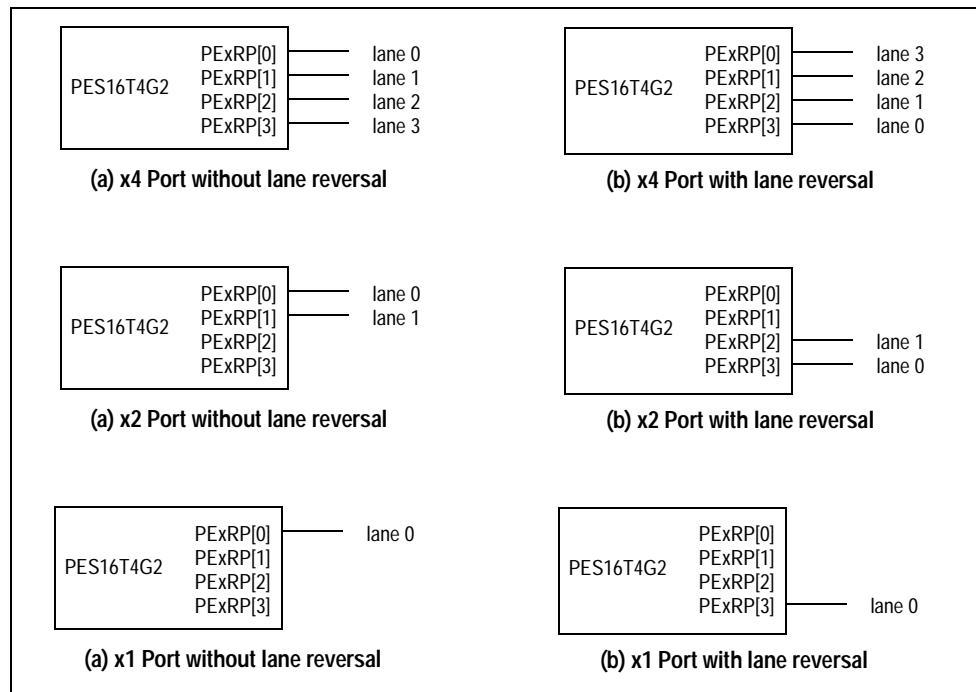 PES16T4G2
PExRP[0] lane 0
PExRP[1] lane 1
PExRP[2] lane 2
PExRP[3] lane 3
(a) x4 Port without lane reversal
PES16T4G2
PExRP[0] lane 3
PExRP[1] lane 2
PExRP[2] lane 1
PExRP[3] lane 0
(b) x4 Port with lane reversal
PES16T4G2
PExRP[0] lane 0
PExRP[1] lane 1
PExRP[2]
PExRP[3]
(a) x2 Port without lane reversal
PES16T4G2
PExRP[0]
PExRP[1]
PExRP[2] lane 1
PExRP[3] lane 0
(b) x2 Port with lane reversal
PES16T4G2
PExRP[0] lane 0
PExRP[1]
PExRP[2]
PExRP[3]
(a) x1 Port without lane reversal
PES16T4G2
PExRP[0]
PExRP[1]
PExRP[2]
PExRP[3] lane 0
(b) x1 Port with lane reversal